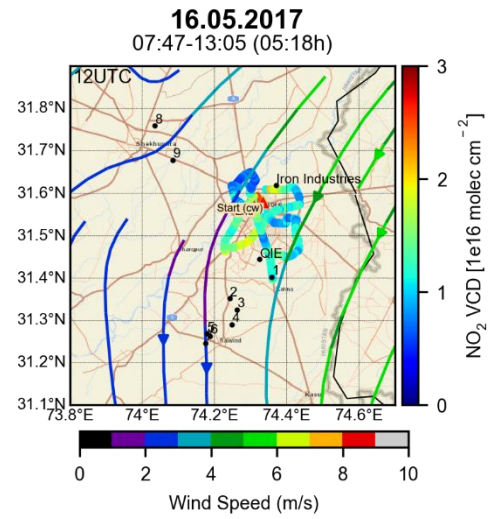 16.05.2017
07:47-13:05 (05:18h)
12UTC
31.8°N
31.7°N
31.6°N
31.5°N
31.4°N
31.3°N
31.2°N
31.1°N
73.8°E
74°E
74.2°E
74.4°E
74.6°E
8
9
Iron Industries
Start (cw)
QIE
1
2
3
4
5
6
3
2
1
0
NO₂ VCD [1e16 molec cm⁻²]
0
2
4
6
8
10
Wind Speed (m/s)